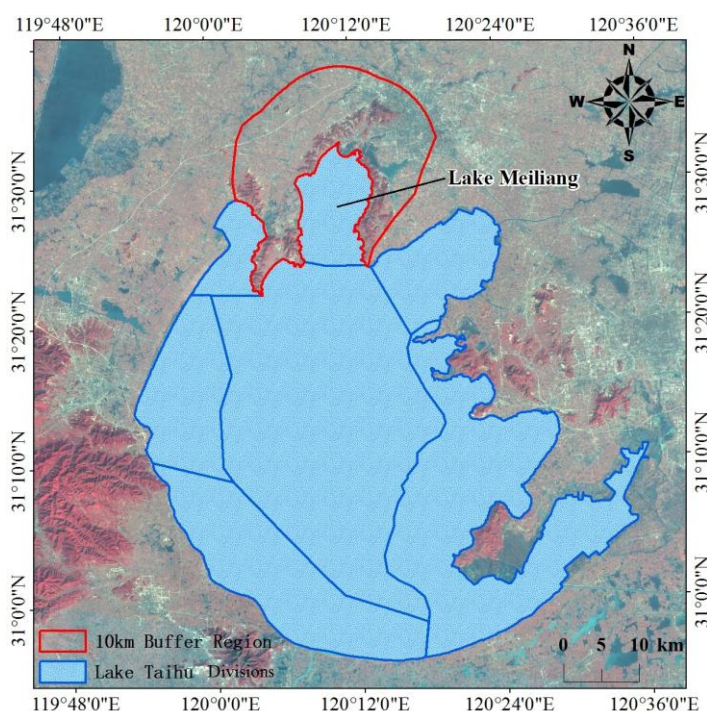 119°48'0"E 120°0'0"E 120°12'0"E 120°24'0"E 120°36'0"E
N
W E
S
31°30'0"N 31°30'0"N
Lake Meiliang
31°20'0"N 31°20'0"N
31°10'0"N 31°10'0"N
31°0'0"N 31°0'0"N
10km Buffer Region
0 5 10 km
Lake Taihu Divisions
119°48'0"E 120°0'0"E 120°12'0"E 120°24'0"E 120°36'0"E